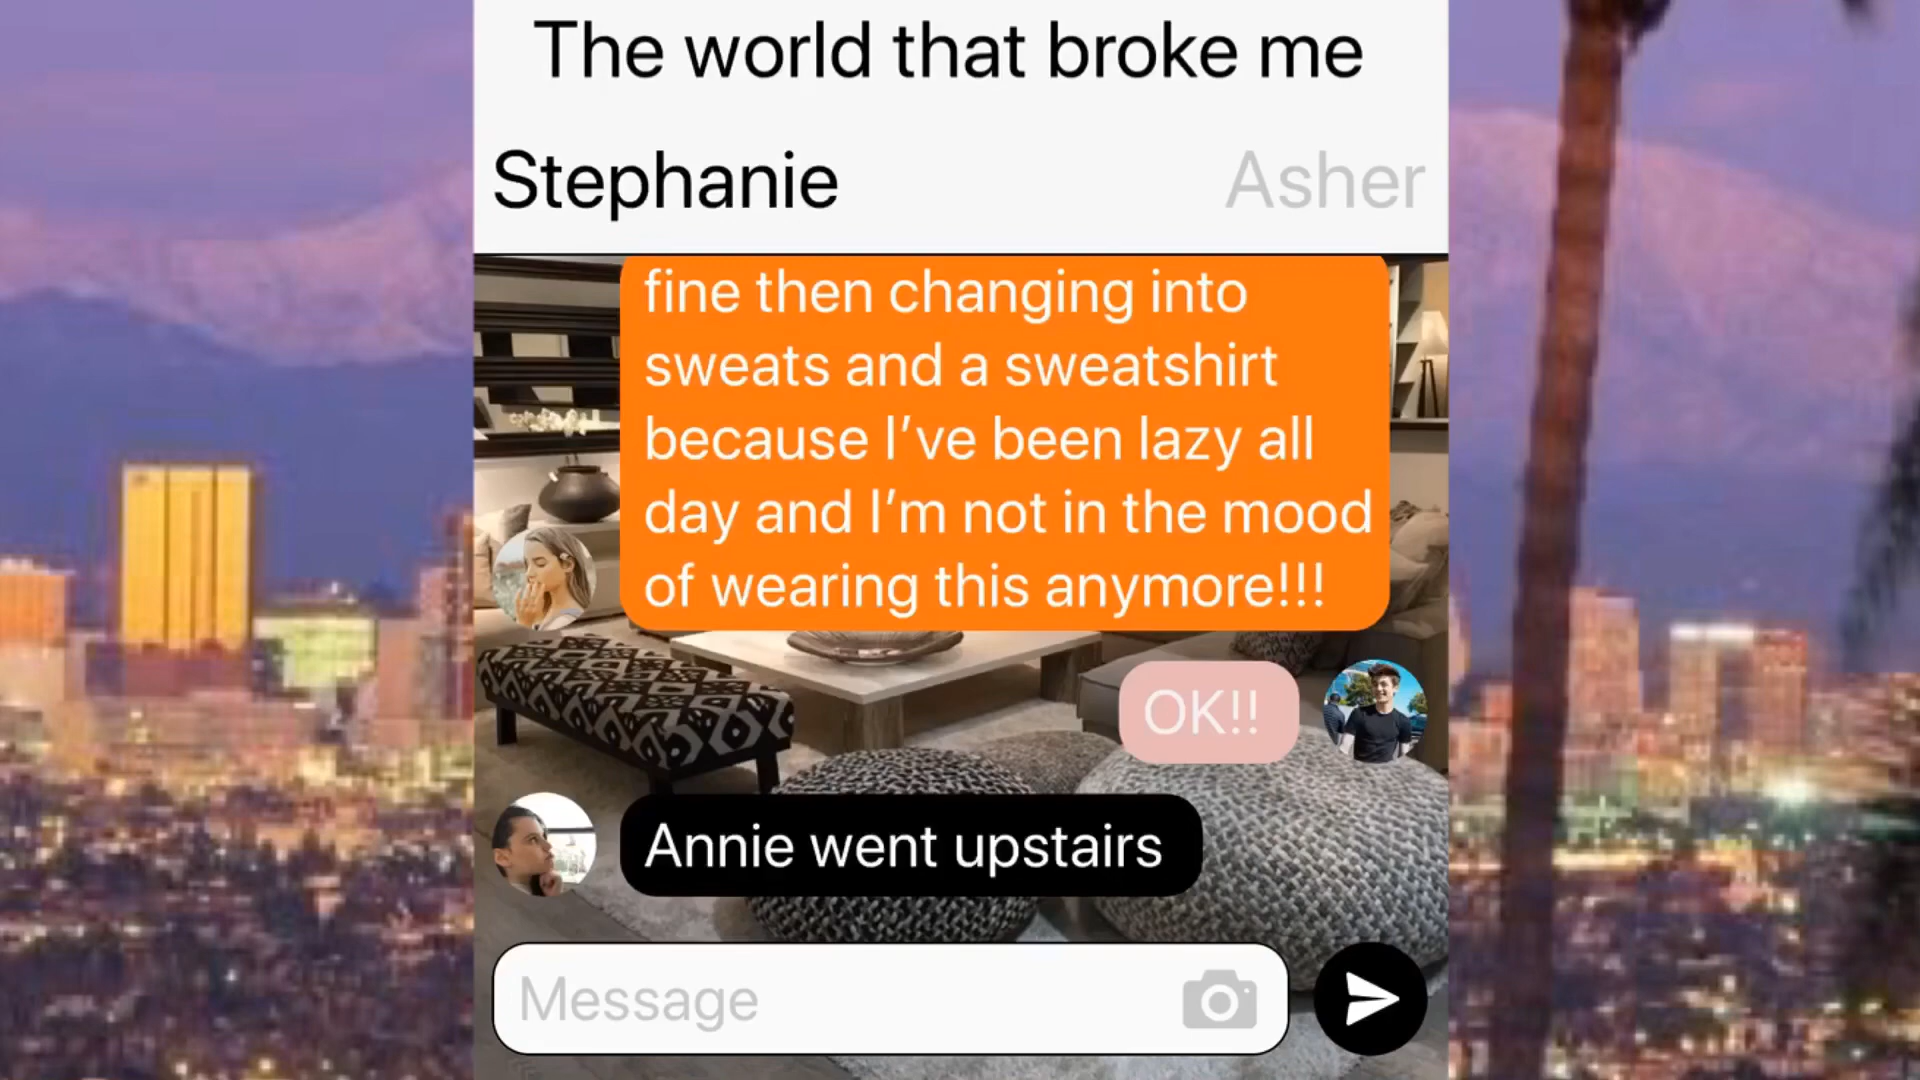 The world that broke me
Stephanie
Asher
fine then changing into
sweats and a sweatshirt
because I’ve been lazy all
day and I’m not in the mood
of wearing this anymore!!!
OK!!
Annie went upstairs
Message